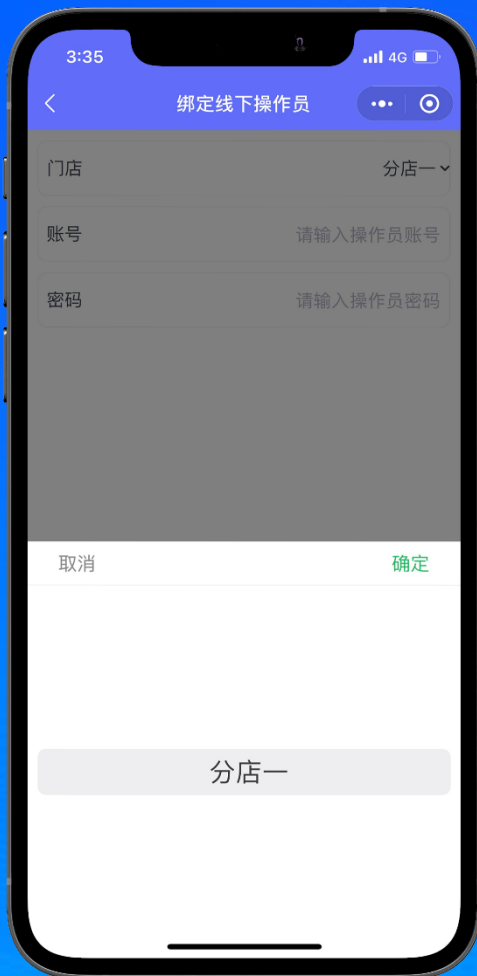 3:35
4G
绑定线下操作员
门店
分店一
账号
请输入操作员账号
密码
请输入操作员密码
取消
确定
分店一